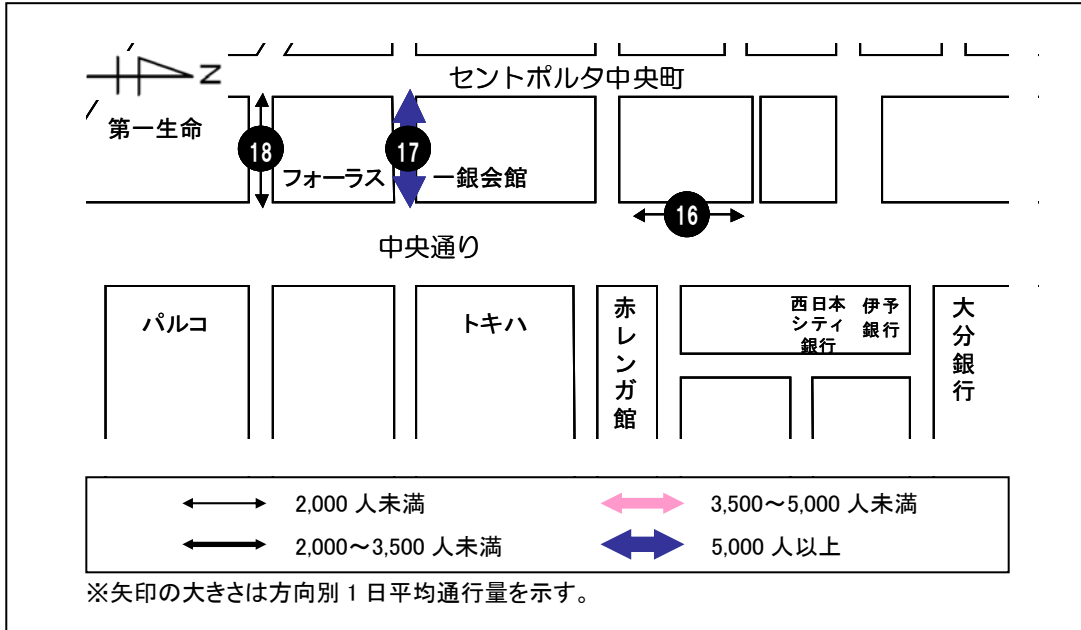 N
セントポルタ中央町
第一生命
18
17
フォーラス
一銀会館
16
中央通り
パルコ
トキハ
赤レンガ館
西日本
シティ
銀行
伊予
銀行
大分銀行
2,000 人未満
3,500～5,000 人未満
2,000～3,500 人未満
5,000 人以上
※矢印の大きさは方向別 1 日平均通行量を示す。